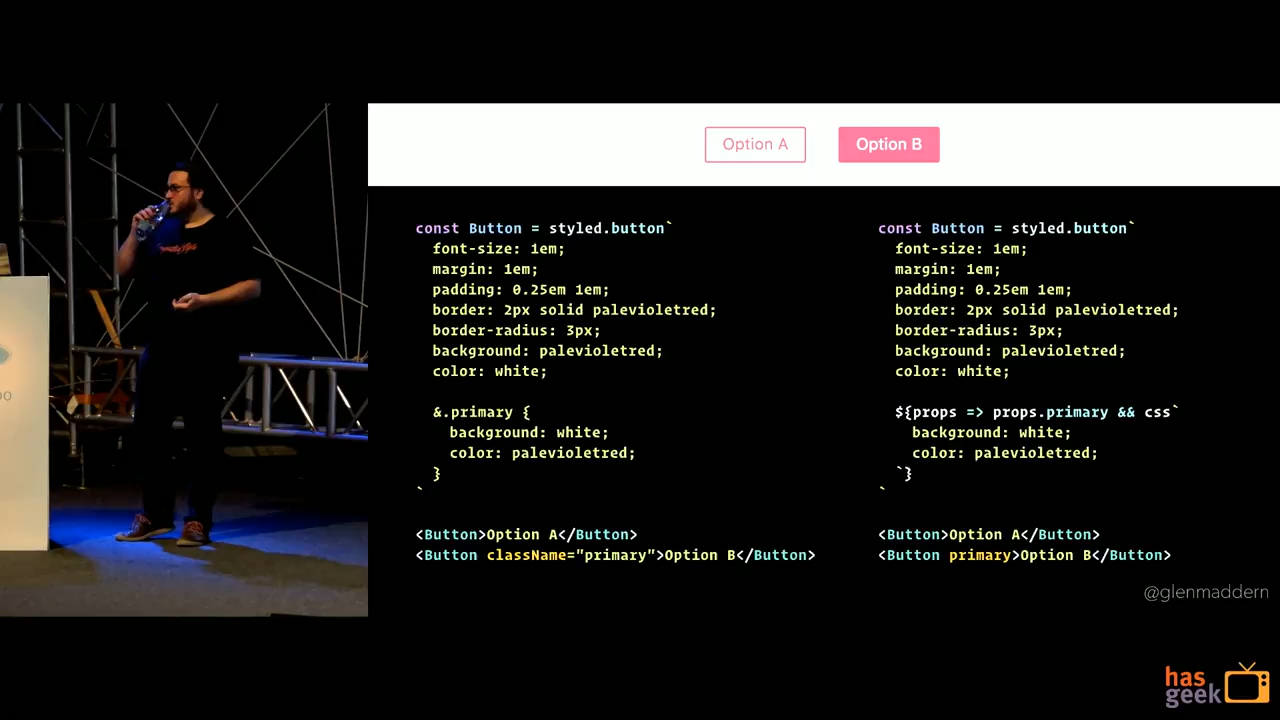 Option A
Option B
const Button = styled.button`
  font-size: 1em;
  margin: 1em;
  padding: 0.25em 1em;
  border: 2px solid palevioletred;
  border-radius: 3px;
  background: palevioletred;
  color: white;
  &.primary {
    background: white;
    color: palevioletred;
  }
`
<Button>Option A</Button>
<Button className="primary">Option B</Button>
const Button = styled.button`
  font-size: 1em;
  margin: 1em;
  padding: 0.25em 1em;
  border: 2px solid palevioletred;
  border-radius: 3px;
  background: palevioletred;
  color: white;
  ${props => props.primary && css`
    background: white;
    color: palevioletred;
  `}
`
<Button>Option A</Button>
<Button primary>Option B</Button>
@glenmaddern
has
geek